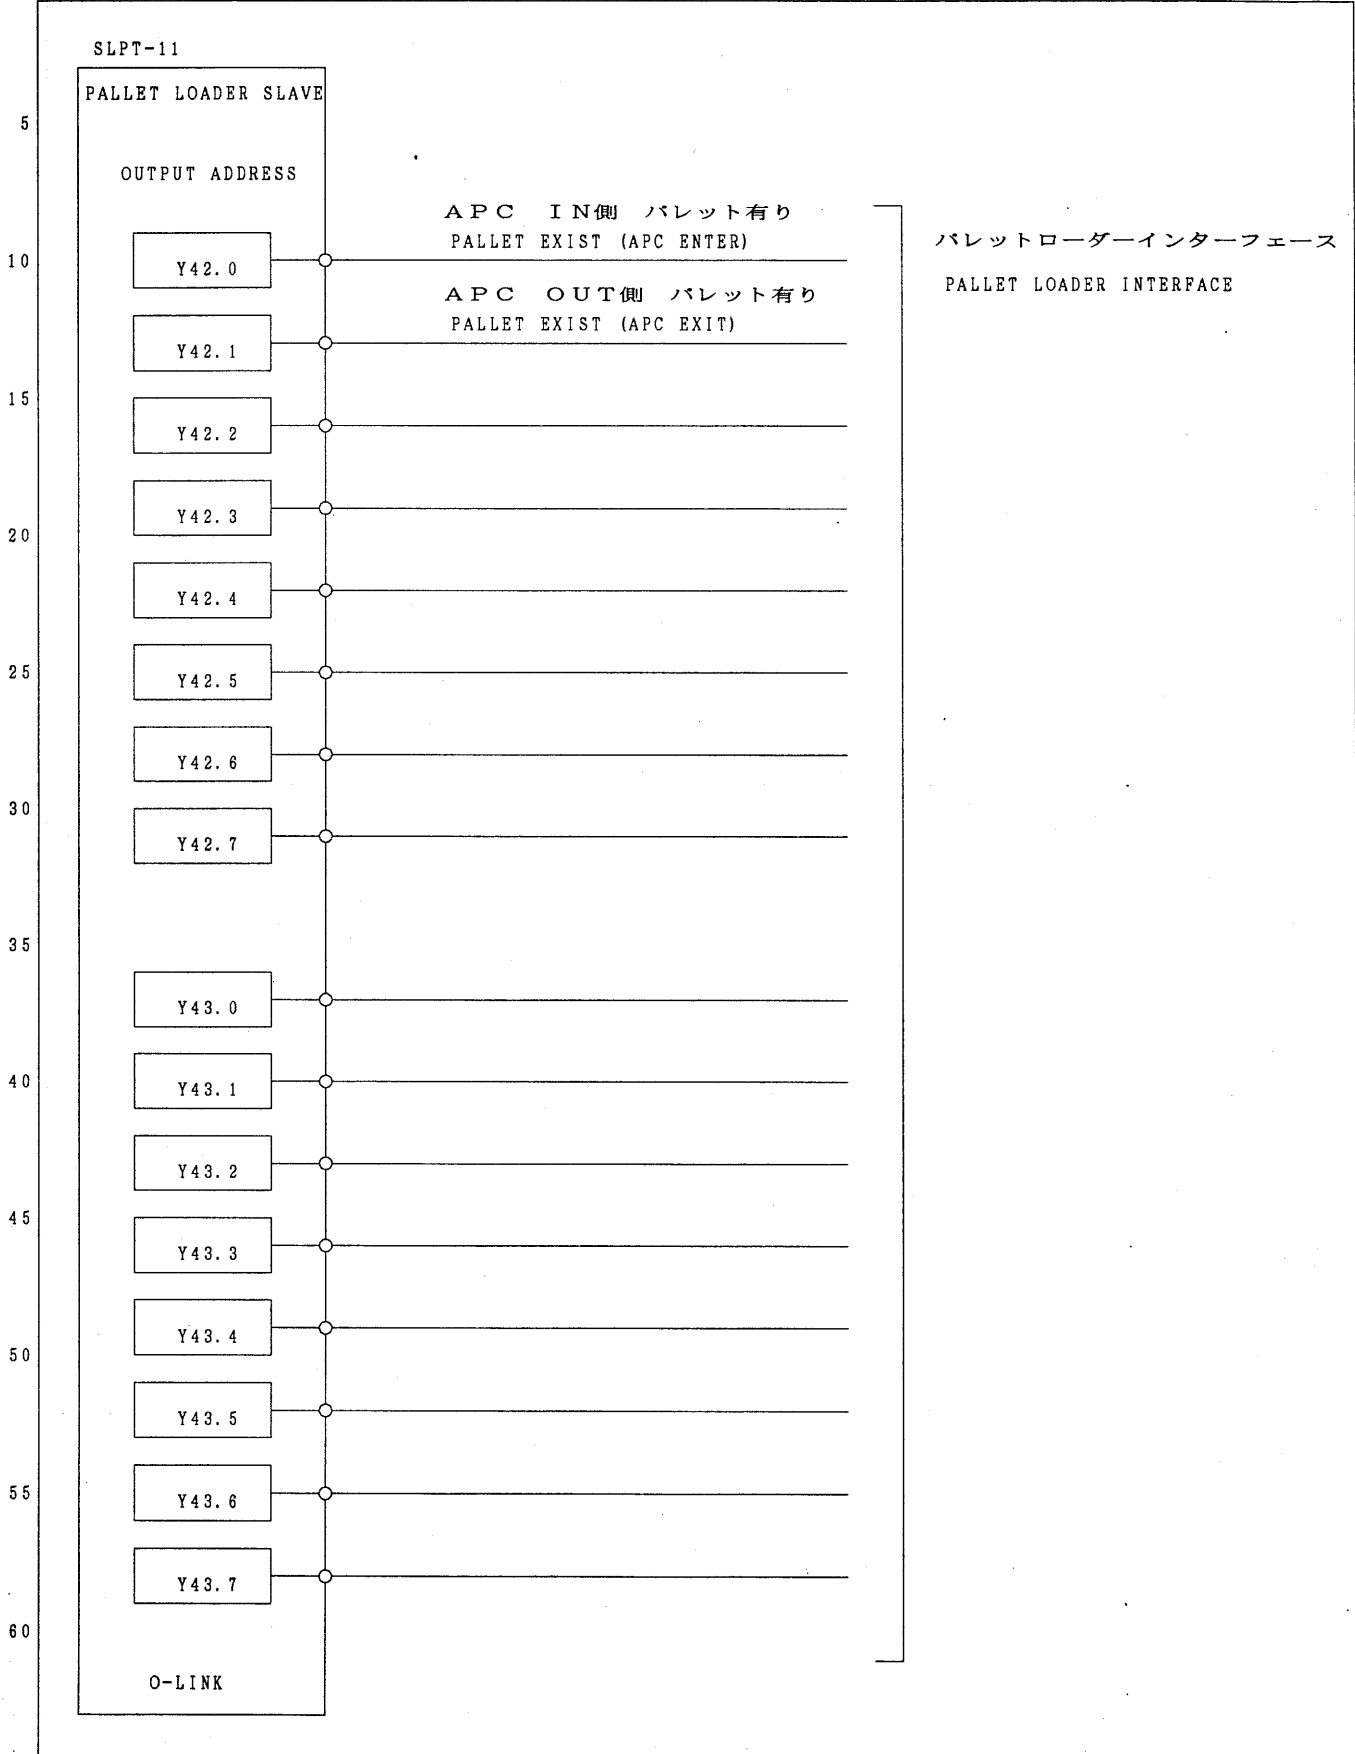 SLPT-11
PALLET LOADER SLAVE
5
OUTPUT ADDRESS
APC IN側 パレット有り
PALLET EXIST (APC ENTER)
パレットローダーインターフェース
10
Y42.0
PALLET LOADER INTERFACE
APC OUT側 パレット有り
PALLET EXIST (APC EXIT)
Y42.1
15
Y42.2
Y42.3
20
Y42.4
25
Y42.5
Y42.6
30
Y42.7
35
Y43.0
40
Y43.1
Y43.2
45
Y43.3
Y43.4
50
Y43.5
55
Y43.6
Y43.7
60
O-LINK